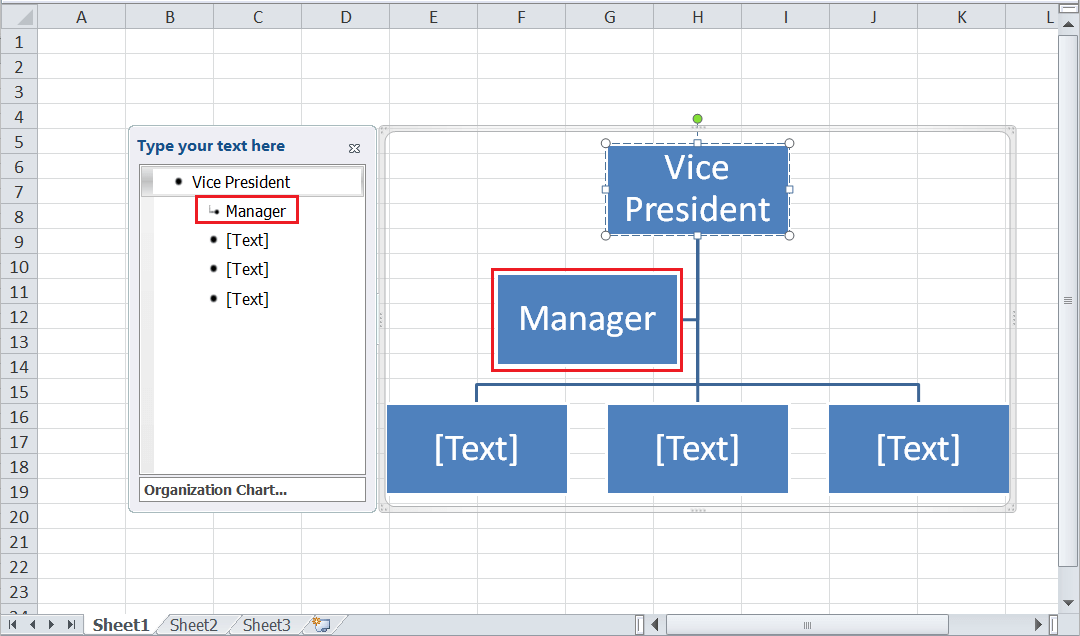 A B C D E F G H I J K L
1
2
3
4
5
6
7
8
9
10
11
12
13
14
15
16
17
18
19
20
21
22
23
24
Type your text here
Vice President
Manager
[Text]
[Text]
[Text]
Organization Chart...
Vice
President
Manager
[Text] [Text] [Text]
Sheet1 Sheet2 Sheet3